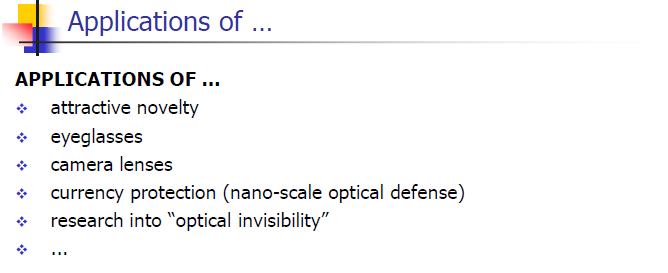 Applications of ...
APPLICATIONS OF ...
attractive novelty
eyeglasses
camera lenses
currency protection (nano-scale optical defense)
research into “optical invisibility”
...